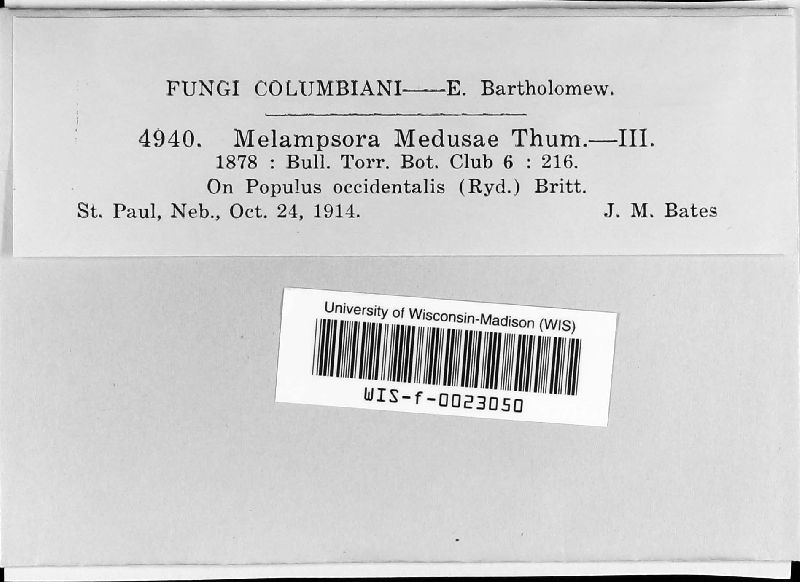 FUNGI COLUMBIANI——E. Bartholomew.
4940. Melampsora Medusae Thum.—III.
1878 : Bull. Torr. Bot. Club 6 : 216.
On Populus occidentalis (Ryd.) Britt.
St. Paul, Neb., Oct. 24, 1914. J. M. Bates
University of Wisconsin-Madison (WIS)
WIS-f-0023050